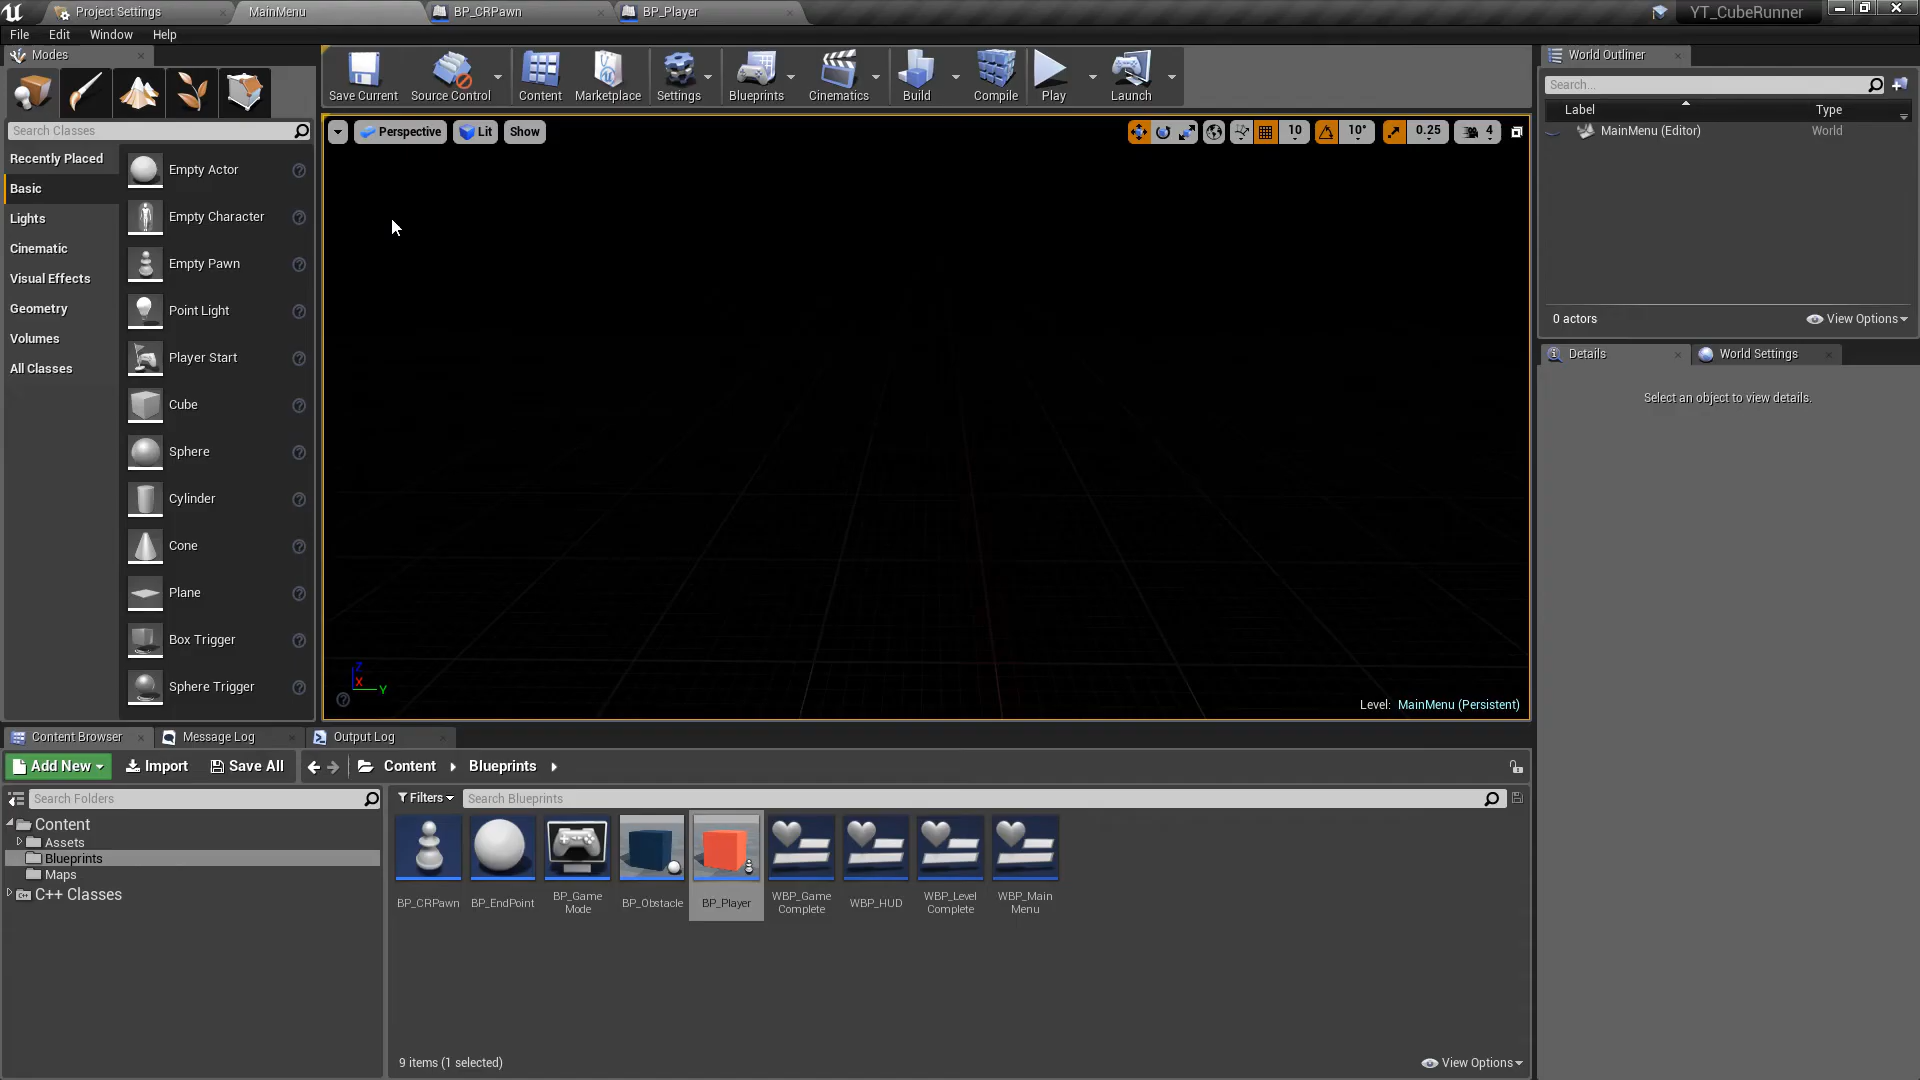 Project Settings
MainMenu
BP_CRPawn
BP_Player
YT_CubeRunner
File
Edit
Window
Help
Modes
Save Current
Source Control
Content
Marketplace
Settings
Blueprints
Cinematics
Build
Compile
Play
Launch
World Outliner
Search...
Label
Type
MainMenu (Editor)
World
0 actors
View Options
Search Classes
Recently Placed
Basic
Lights
Cinematic
Visual Effects
Geometry
Volumes
All Classes
Empty Actor
Empty Character
Empty Pawn
Point Light
Player Start
Cube
Sphere
Cylinder
Cone
Plane
Box Trigger
Sphere Trigger
Perspective
Lit
Show
10
10°
0.25
4
Z
X
Y
Level: MainMenu (Persistent)
Details
World Settings
Select an object to view details.
Content Browser
Message Log
Output Log
Add New
Import
Save All
Content
Blueprints
Search Folders
Filters
Search Blueprints
Content
Assets
Blueprints
Maps
C++ Classes
BP_CRPawn
BP_EndPoint
BP_Game
Mode
BP_Obstacle
BP_Player
WBP_Game
Complete
WBP_HUD
WBP_Level
Complete
WBP_Main
Menu
9 items (1 selected)
View Options